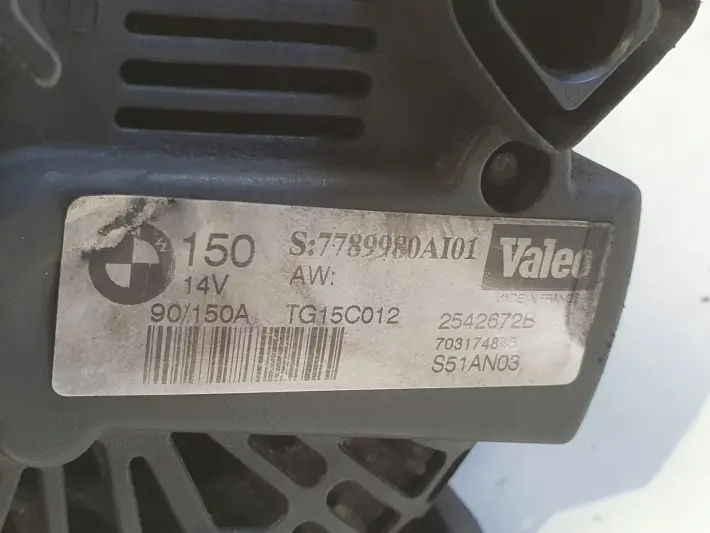 150 S:7789980AI01 Valeo
14V AW:
MADE IN FRANCE
90/150A TG15C012 2542672B
S51AN03